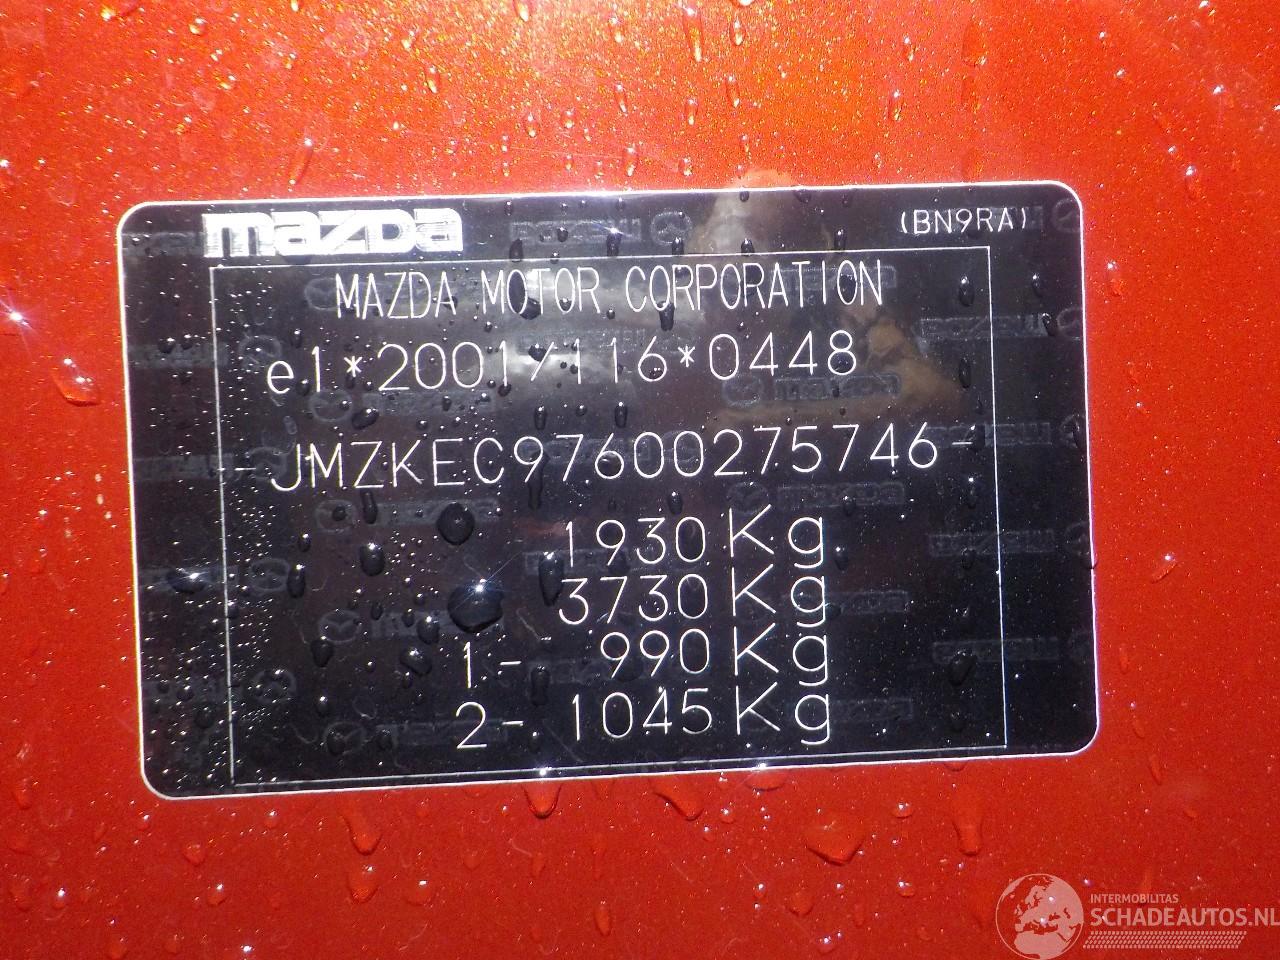 mazda
(BN9RA)
MAZDA MOTOR CORPORATION
e1*2001/116*0448
-JMZKEC97600275746-
1930 Kg
3730 Kg
1- 990 Kg
2- 1045 Kg
INTERMOBILITAS
SCHADEAUTOS.NL